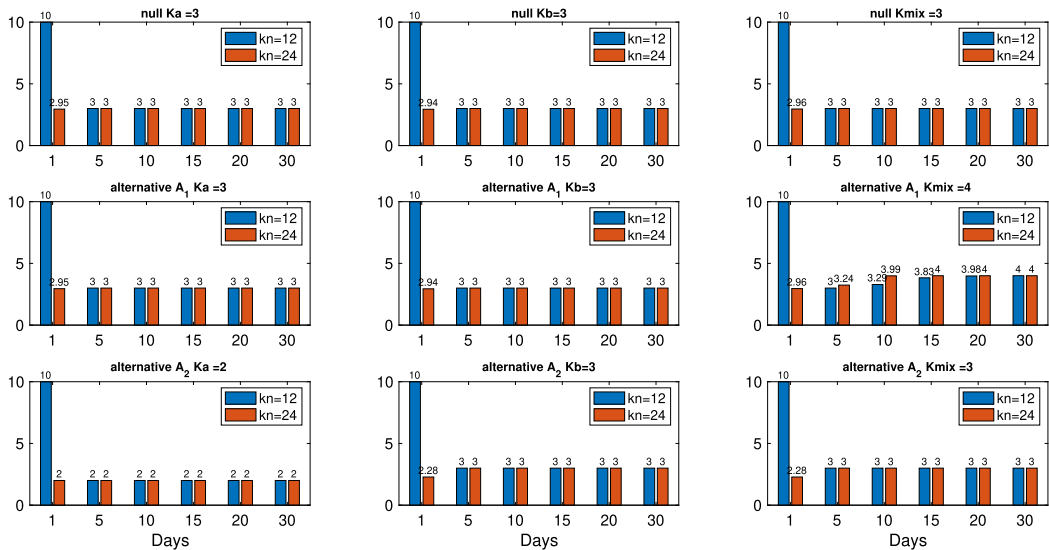 null Ka =3
10
10
kn=12
kn=24
5
2.95 3 3 3 3 3 3 3 3 3 3
0
1 5 10 15 20 30
null Kb=3
10
10
kn=12
kn=24
5
2.94 3 3 3 3 3 3 3 3 3 3
0
1 5 10 15 20 30
null Kmix =3
10
10
kn=12
kn=24
5
2.96 3 3 3 3 3 3 3 3 3 3
0
1 5 10 15 20 30
alternative A1 Ka =3
10
10
kn=12
kn=24
5
2.95 3 3 3 3 3 3 3 3 3 3
0
1 5 10 15 20 30
alternative A1 Kb=3
10
10
kn=12
kn=24
5
2.94 3 3 3 3 3 3 3 3 3 3
0
1 5 10 15 20 30
alternative A1 Kmix =4
10
10
kn=12
kn=24
5
2.96 3 3.24 3.29 3.99 3.83 4 3.98 4 4 4
0
1 5 10 15 20 30
alternative A2 Ka =2
10
10
kn=12
kn=24
5
2 2 2 2 2 2 2 2 2 2 2
0
1 5 10 15 20 30
Days
alternative A2 Kb=3
10
10
kn=12
kn=24
5
2.28 3 3 3 3 3 3 3 3 3 3
0
1 5 10 15 20 30
Days
alternative A2 Kmix =3
10
10
kn=12
kn=24
5
2.28 3 3 3 3 3 3 3 3 3 3
0
1 5 10 15 20 30
Days